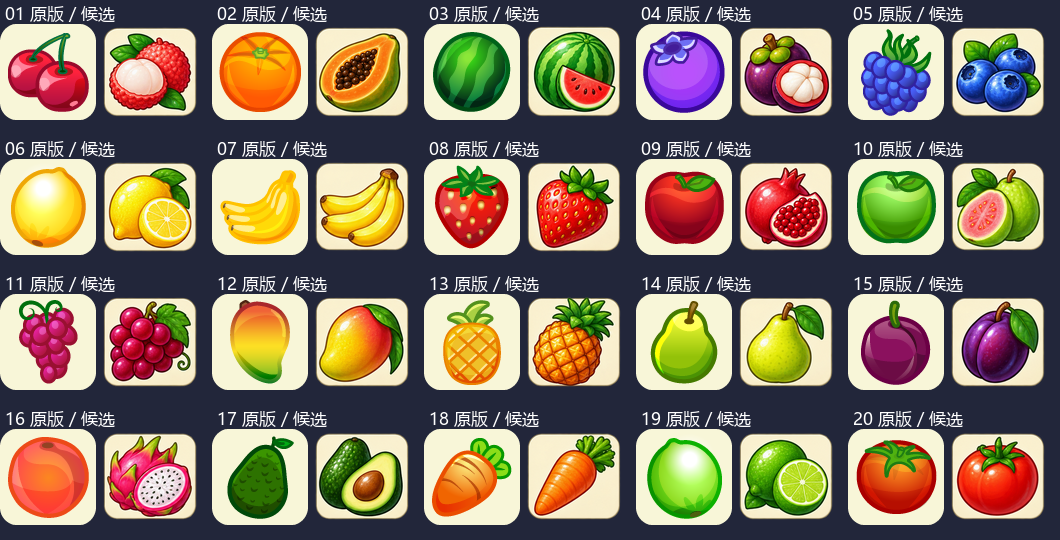 01 原版 / 候选
02 原版 / 候选
03 原版 / 候选
04 原版 / 候选
05 原版 / 候选
06 原版 / 候选
07 原版 / 候选
08 原版 / 候选
09 原版 / 候选
10 原版 / 候选
11 原版 / 候选
12 原版 / 候选
13 原版 / 候选
14 原版 / 候选
15 原版 / 候选
16 原版 / 候选
17 原版 / 候选
18 原版 / 候选
19 原版 / 候选
20 原版 / 候选